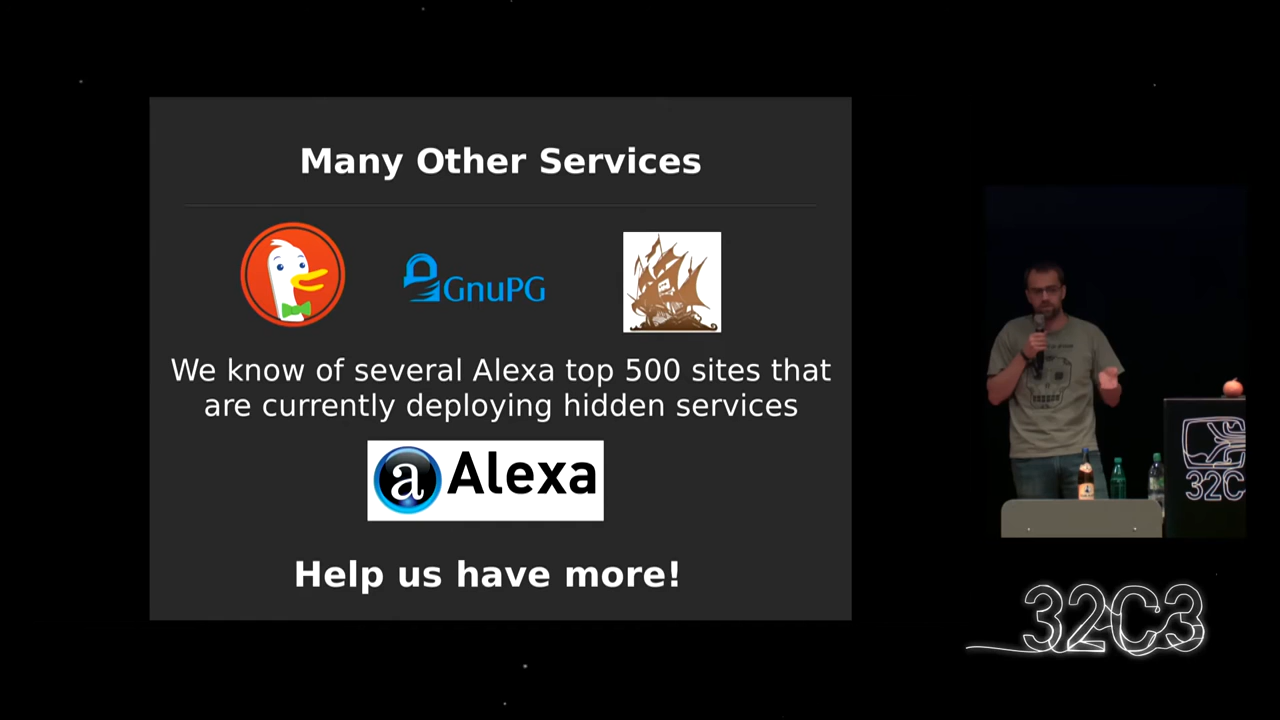 Many Other Services
GnuPG
We know of several Alexa top 500 sites that
are currently deploying hidden services
a Alexa
Help us have more!
32C
32C3